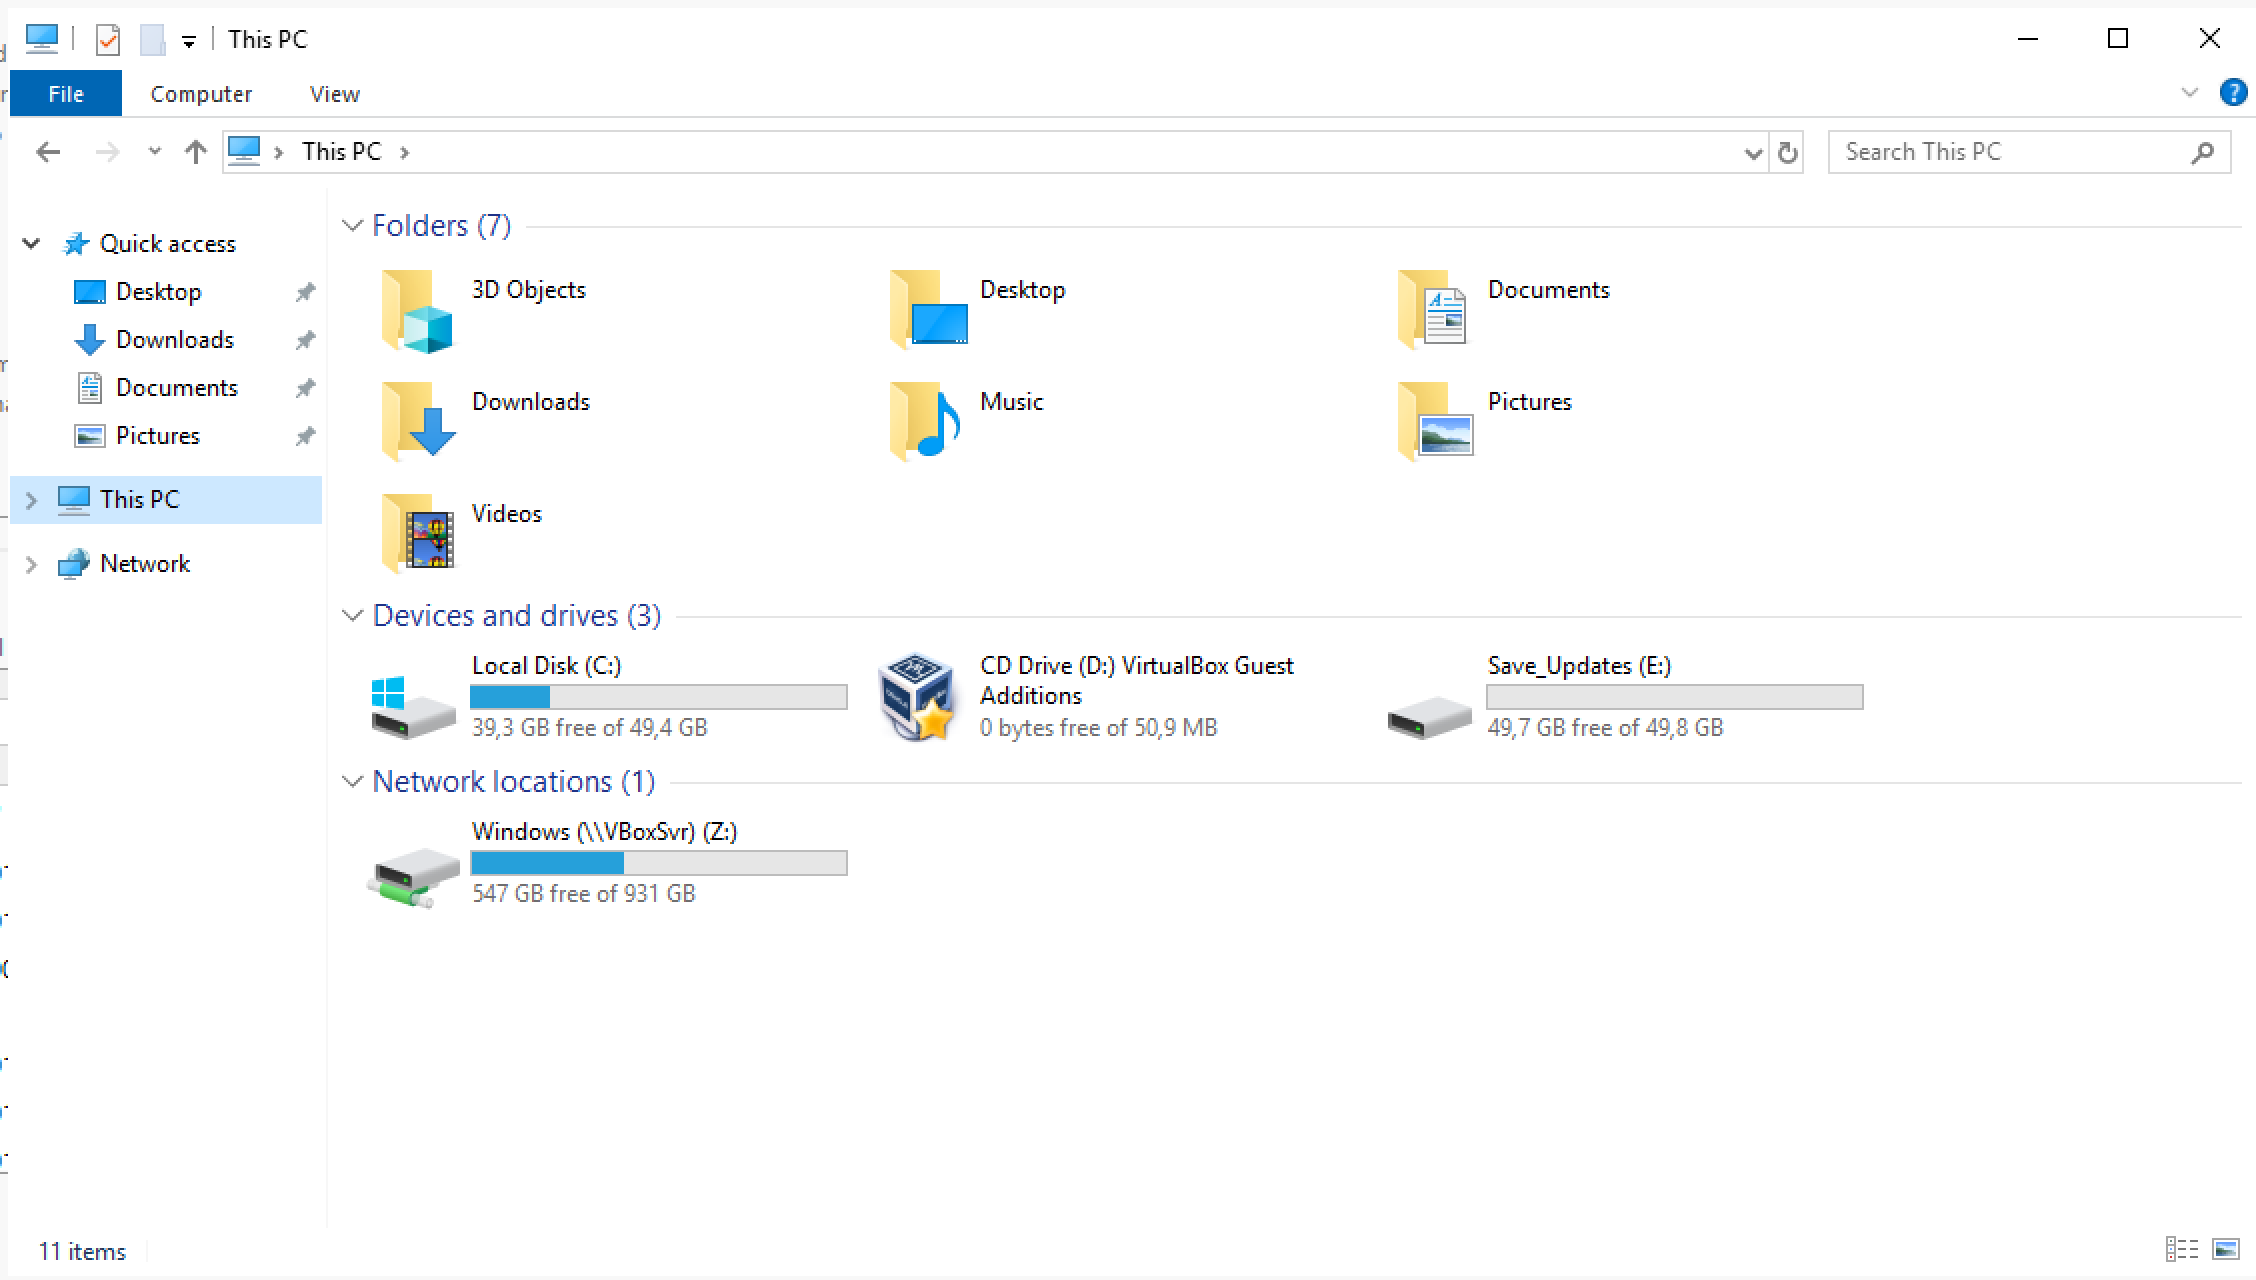 This PC
File Computer View
This PC
Search This PC
Quick access
Desktop
Downloads
Documents
Pictures
This PC
Network
Folders (7)
3D Objects
Desktop
Documents
Downloads
Music
Pictures
Videos
Devices and drives (3)
Local Disk (C:)
39,3 GB free of 49,4 GB
CD Drive (D:) VirtualBox Guest
Additions
0 bytes free of 50,9 MB
Save_Updates (E:)
49,7 GB free of 49,8 GB
Network locations (1)
Windows (\\VBoxSvr) (Z:)
547 GB free of 931 GB
11 items